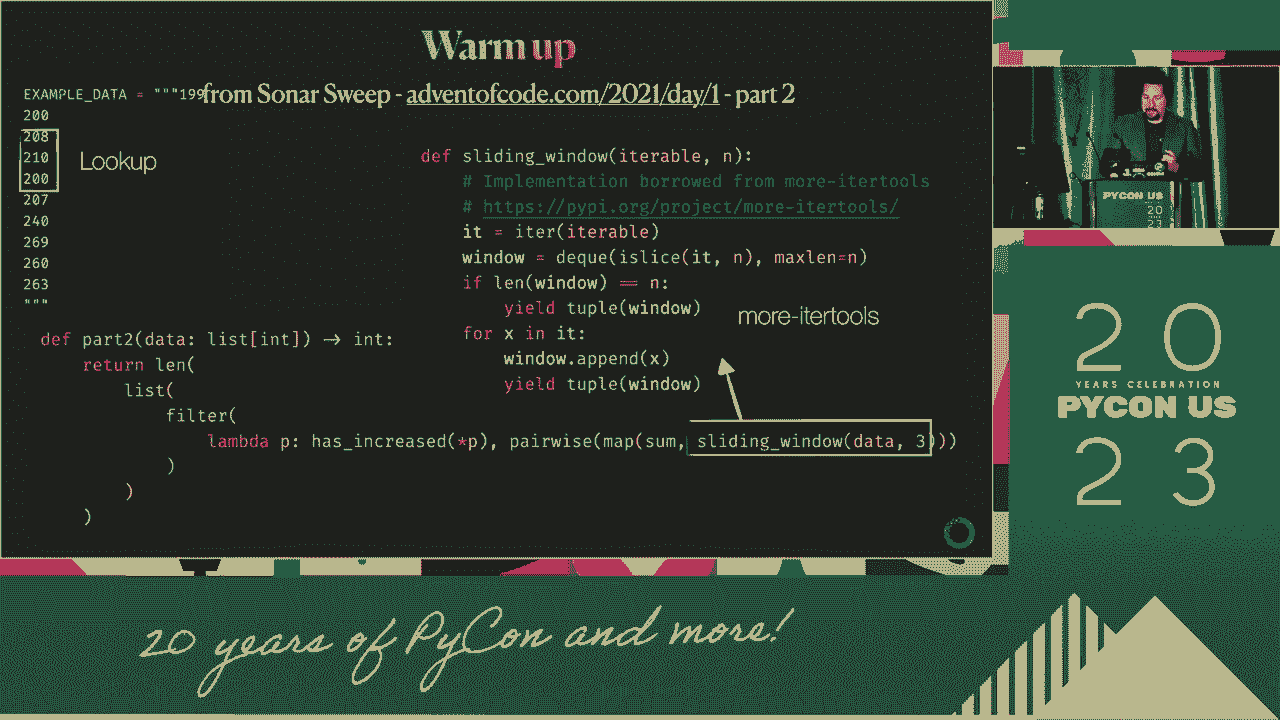 Warm up
from Sonar Sweep - adventofcode.com/2021/day/1 - part 2
EXAMPLE_DATA = """199
200
208
210
200
207
240
269
260
263
"""
Lookup
def sliding_window(iterable, n):
    # Implementation borrowed from more-itertools
    # https://pypi.org/project/more-itertools/
    it = iter(iterable)
    window = deque(islice(it, n), maxlen=n)
    if len(window) == n:
        yield tuple(window)
    for x in it:
        window.append(x)
        yield tuple(window)
more-itertools
def part2(data: list[int]) -> int:
    return len(
        list(
            filter(
                lambda p: has_increased(*p), pairwise(map(sum, sliding_window(data, 3)))
            )
        )
    )
PYCON US
20
23
20
YEARS CELEBRATION
PYCON US
23
20 years of PyCon and more!